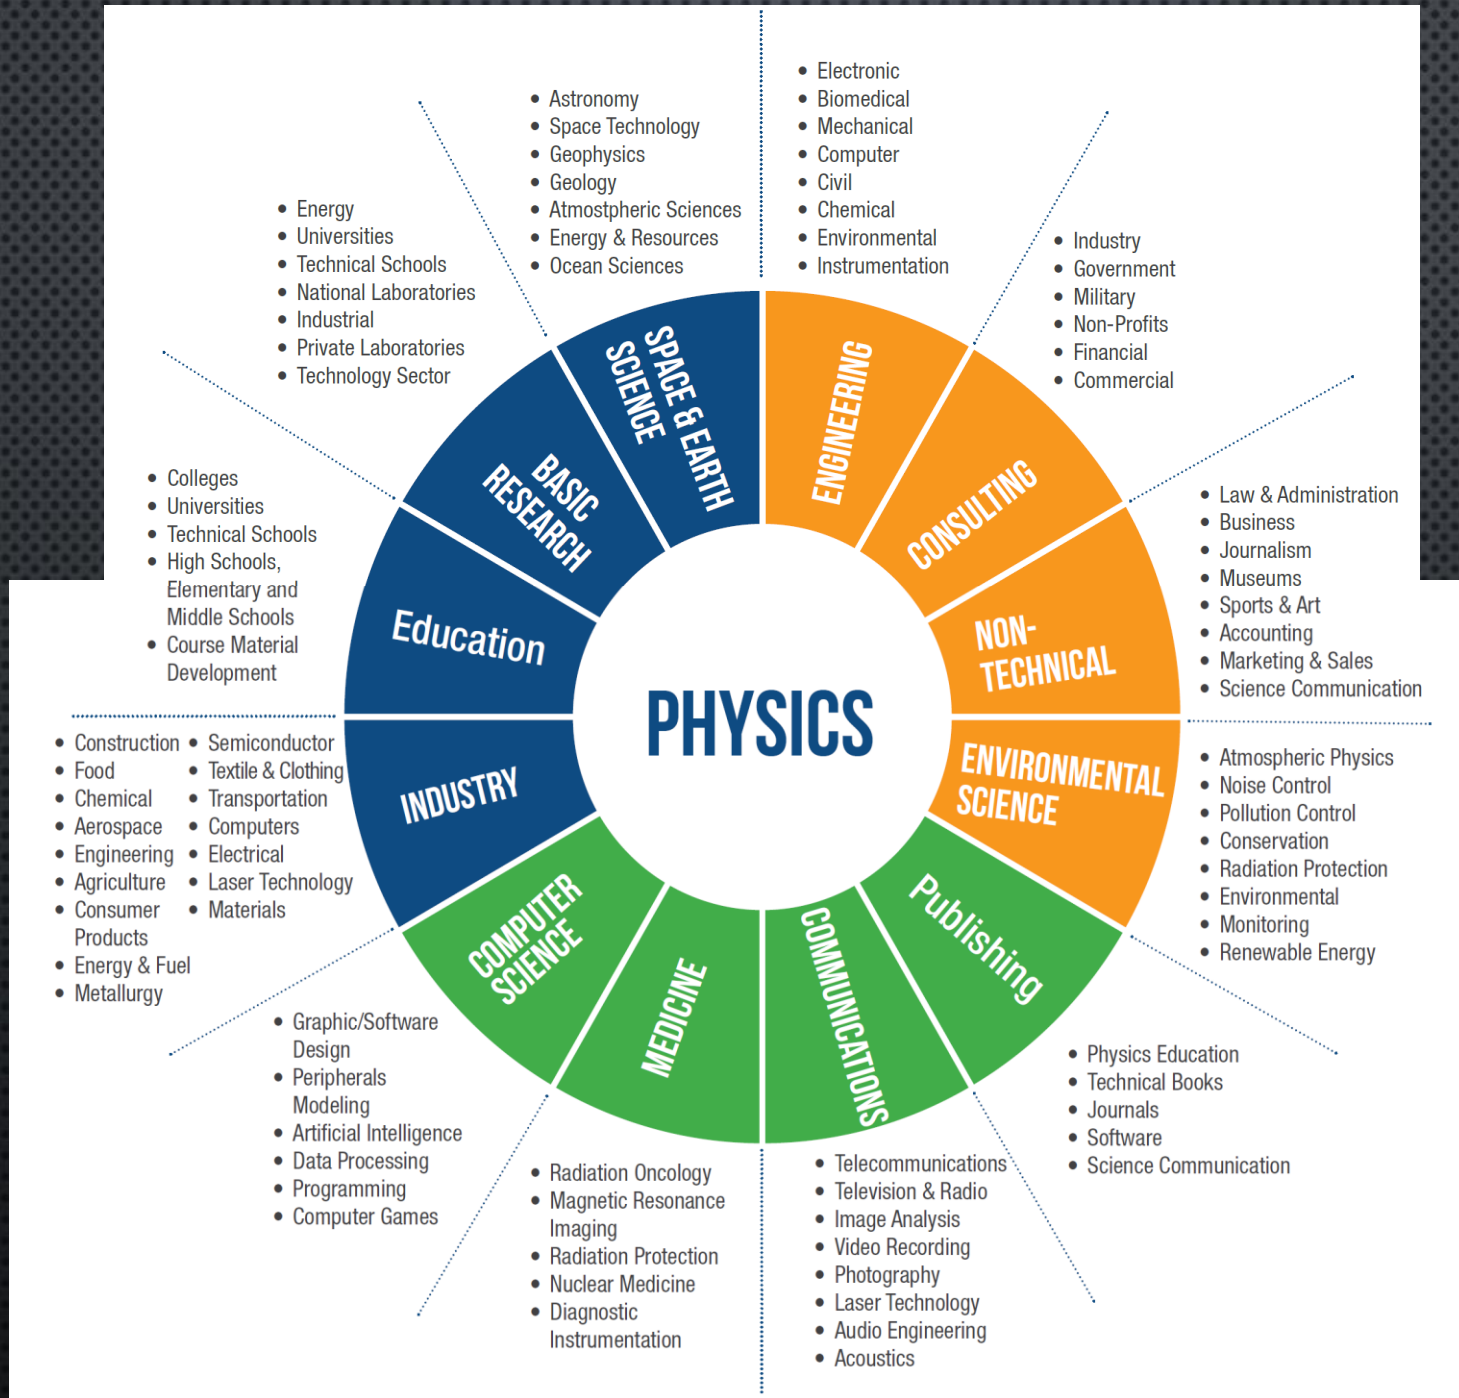 PHYSICS
ENGINEERING
Electronic
Biomedical
Mechanical
Computer
Civil
Chemical
Environmental
Instrumentation
CONSULTING
Industry
Government
Military
Non-Profits
Financial
Commercial
NON-
TECHNICAL
Law & Administration
Business
Journalism
Museums
Sports & Art
Accounting
Marketing & Sales
Science Communication
ENVIRONMENTAL
SCIENCE
Atmospheric Physics
Noise Control
Pollution Control
Conservation
Radiation Protection
Environmental
Monitoring
Renewable Energy
Publishing
Physics Education
Technical Books
Journals
Software
Science Communication
COMMUNICATIONS
Telecommunications
Television & Radio
Image Analysis
Video Recording
Photography
Laser Technology
Audio Engineering
Acoustics
MEDICINE
Radiation Oncology
Magnetic Resonance
Imaging
Radiation Protection
Nuclear Medicine
Diagnostic
Instrumentation
COMPUTER
SCIENCE
Graphic/Software
Design
Peripherals
Modeling
Artificial Intelligence
Data Processing
Programming
Computer Games
INDUSTRY
Construction
Food
Chemical
Aerospace
Engineering
Agriculture
Consumer
Products
Energy & Fuel
Metallurgy
Semiconductor
Textile & Clothing
Transportation
Computers
Electrical
Laser Technology
Materials
Education
Colleges
Universities
Technical Schools
High Schools,
Elementary and
Middle Schools
Course Material
Development
BASIC
RESEARCH
Energy
Universities
Technical Schools
National Laboratories
Industrial
Private Laboratories
Technology Sector
SPACE & EARTH
SCIENCE
Astronomy
Space Technology
Geophysics
Geology
Atmostpheric Sciences
Energy & Resources
Ocean Sciences